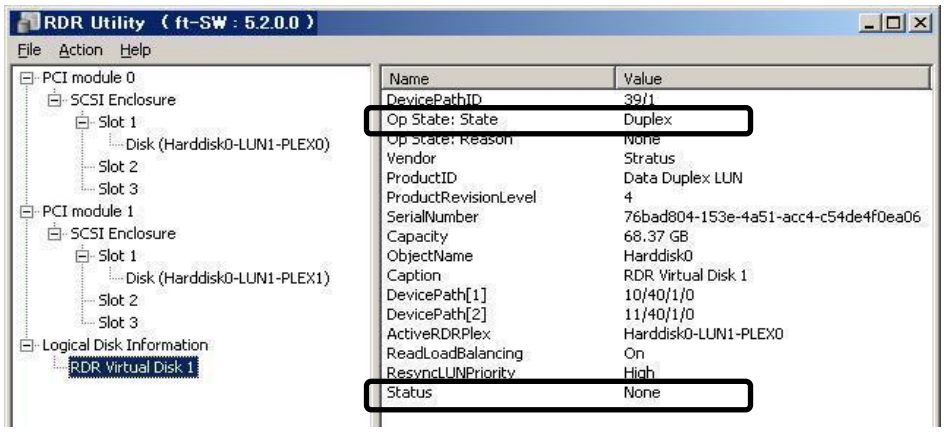 RDR Utility ( ft-SW : 5.2.0.0 )
File Action Help
PCI module 0
SCSI Enclosure
Slot 1
Disk (Harddisk0-LUN1-PLEX0)
Slot 2
Slot 3
PCI module 1
SCSI Enclosure
Slot 1
Disk (Harddisk0-LUN1-PLEX1)
Slot 2
Slot 3
Logical Disk Information
RDR Virtual Disk 1
Name Value
DevicePathID 39/1
Op State: State Duplex
Op State: Reason None
Vendor Stratus
ProductID Data Duplex LUN
ProductRevisionLevel 4
SerialNumber 76bad804-153e-4a51-acc4-c54de4f0ea06
Capacity 68.37 GB
ObjectName Harddisk0
Caption RDR Virtual Disk 1
DevicePath[1] 10/40/1/0
DevicePath[2] 11/40/1/0
ActiveRDRPlex Harddisk0-LUN1-PLEX0
ReadLoadBalancing On
ResyncLUNPriority High
Status None